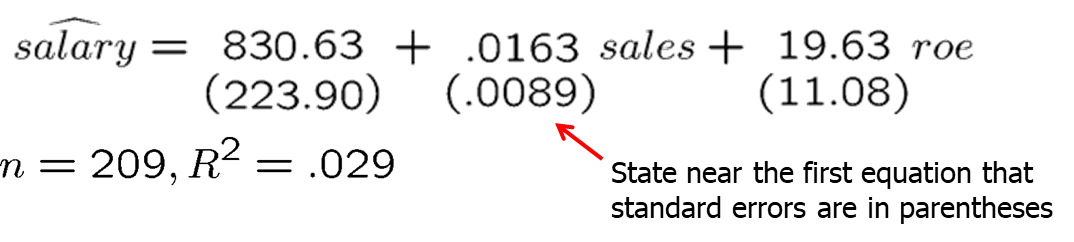 salary = 830.63 + .0163 sales + 19.63 roe
(223.90) (.0089) (11.08)
n = 209, R² = .029
State near the first equation that
standard errors are in parentheses